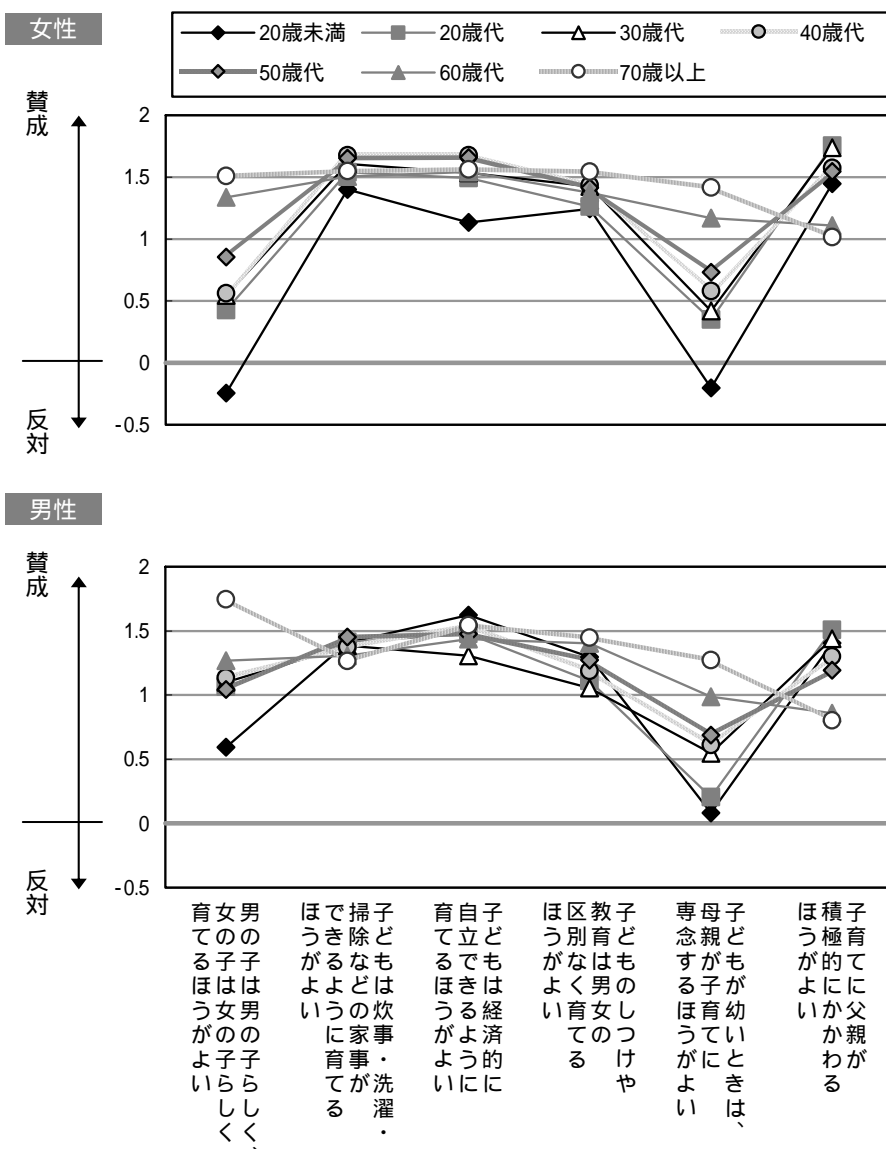 女性
20歳未満
20歳代
30歳代
40歳代
50歳代
60歳代
70歳以上
賛成
反対
2
1.5
1
0.5
0
-0.5
男性
賛成
反対
2
1.5
1
0.5
0
-0.5
男の子は男の子らしく、
女の子は女の子らしく
育てるほうがよい
子どもは炊事・洗濯・
掃除などの家事が
できるように育てる
ほうがよい
子どもは経済的に
自立できるように
育てるほうがよい
子どものしつけや
教育は男女の
区別なく育てる
ほうがよい
子どもが幼いときは、
母親が子育てに
専念するほうがよい
子育てに父親が
積極的にかかわる
ほうがよい